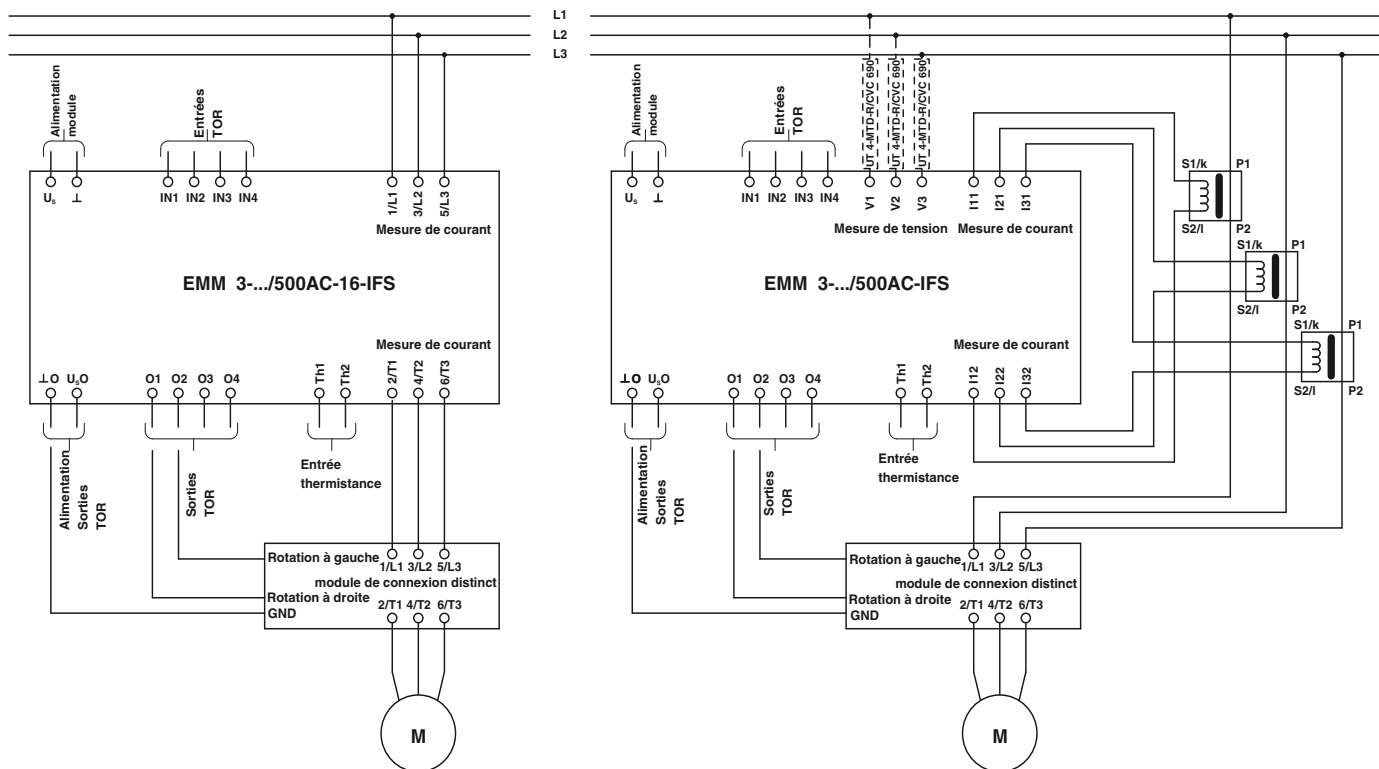 L1
L2
L3
Alimentation
module
Entrées
TOR
Us
⊥
IN1
IN2
IN3
IN4
1/L1
3/L2
5/L3
Mesure de courant
EMM 3-.../500AC-16-IFS
Mesure de courant
⊥O
UsO
O1
O2
O3
O4
Th1
Th2
2/T1
4/T2
6/T3
Alimentation
Sorties
TOR
Sorties
TOR
Entrée
thermistance
Rotation à gauche
1/L1 3/L2 5/L3
module de connexion distinct
Rotation à droite
2/T1 4/T2 6/T3
GND
M
Alimentation
module
Entrées
TOR
UT 4-MTD-R/CVC 690
UT 4-MTD-R/CVC 690
UT 4-MTD-R/CVC 690
Us
⊥
IN1
IN2
IN3
IN4
V1
V2
V3
I11
I21
I31
Mesure de tension
Mesure de courant
EMM 3-.../500AC-IFS
Mesure de courant
⊥O
UsO
O1
O2
O3
O4
Th1
Th2
I12
I22
I32
S1/k
P1
S2/l
P2
S1/k
P1
S2/l
P2
S1/k
P1
S2/l
P2
Alimentation
Sorties
TOR
Sorties
TOR
Entrée
thermistance
Rotation à gauche
1/L1 3/L2 5/L3
module de connexion distinct
Rotation à droite
2/T1 4/T2 6/T3
GND
M